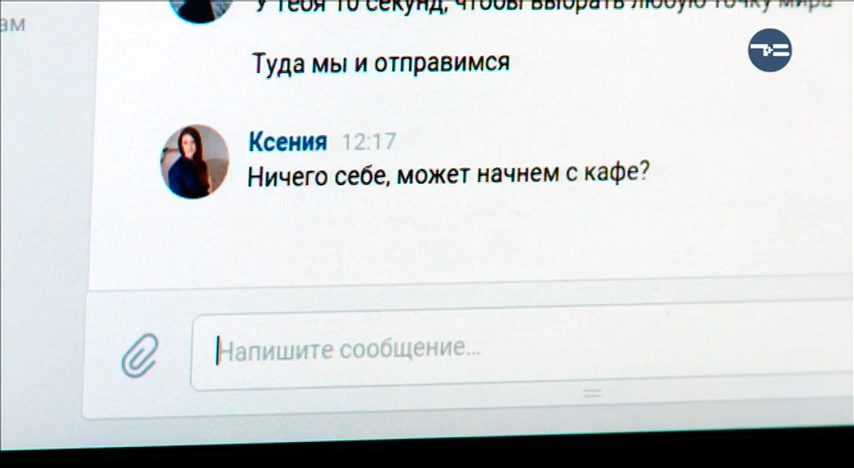 ам
У тебя 10 секунд, чтобы выбрать любую точку мира
Туда мы и отправимся
Ксения 12:17
Ничего себе, может начнем с кафе?
Напишите сообщение...